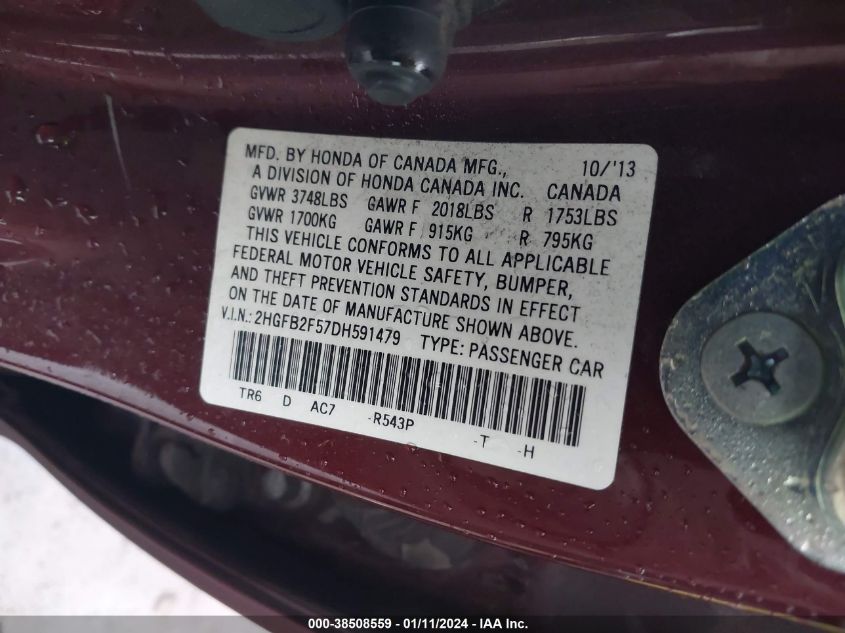 MFD. BY HONDA OF CANADA MFG., 10/'13
A DIVISION OF HONDA CANADA INC. CANADA
GVWR 3748LBS GAWR F 2018LBS R 1753LBS
GVWR 1700KG GAWR F 915KG R 795KG
THIS VEHICLE CONFORMS TO ALL APPLICABLE
FEDERAL MOTOR VEHICLE SAFETY, BUMPER,
AND THEFT PREVENTION STANDARDS IN EFFECT
ON THE DATE OF MANUFACTURE SHOWN ABOVE.
V.I.N.: 2HGFB2F57DH591479 TYPE: PASSENGER CAR
TR6 D AC7 -R543P -T -H
000-38508559 - 01/11/2024 - IAA Inc.